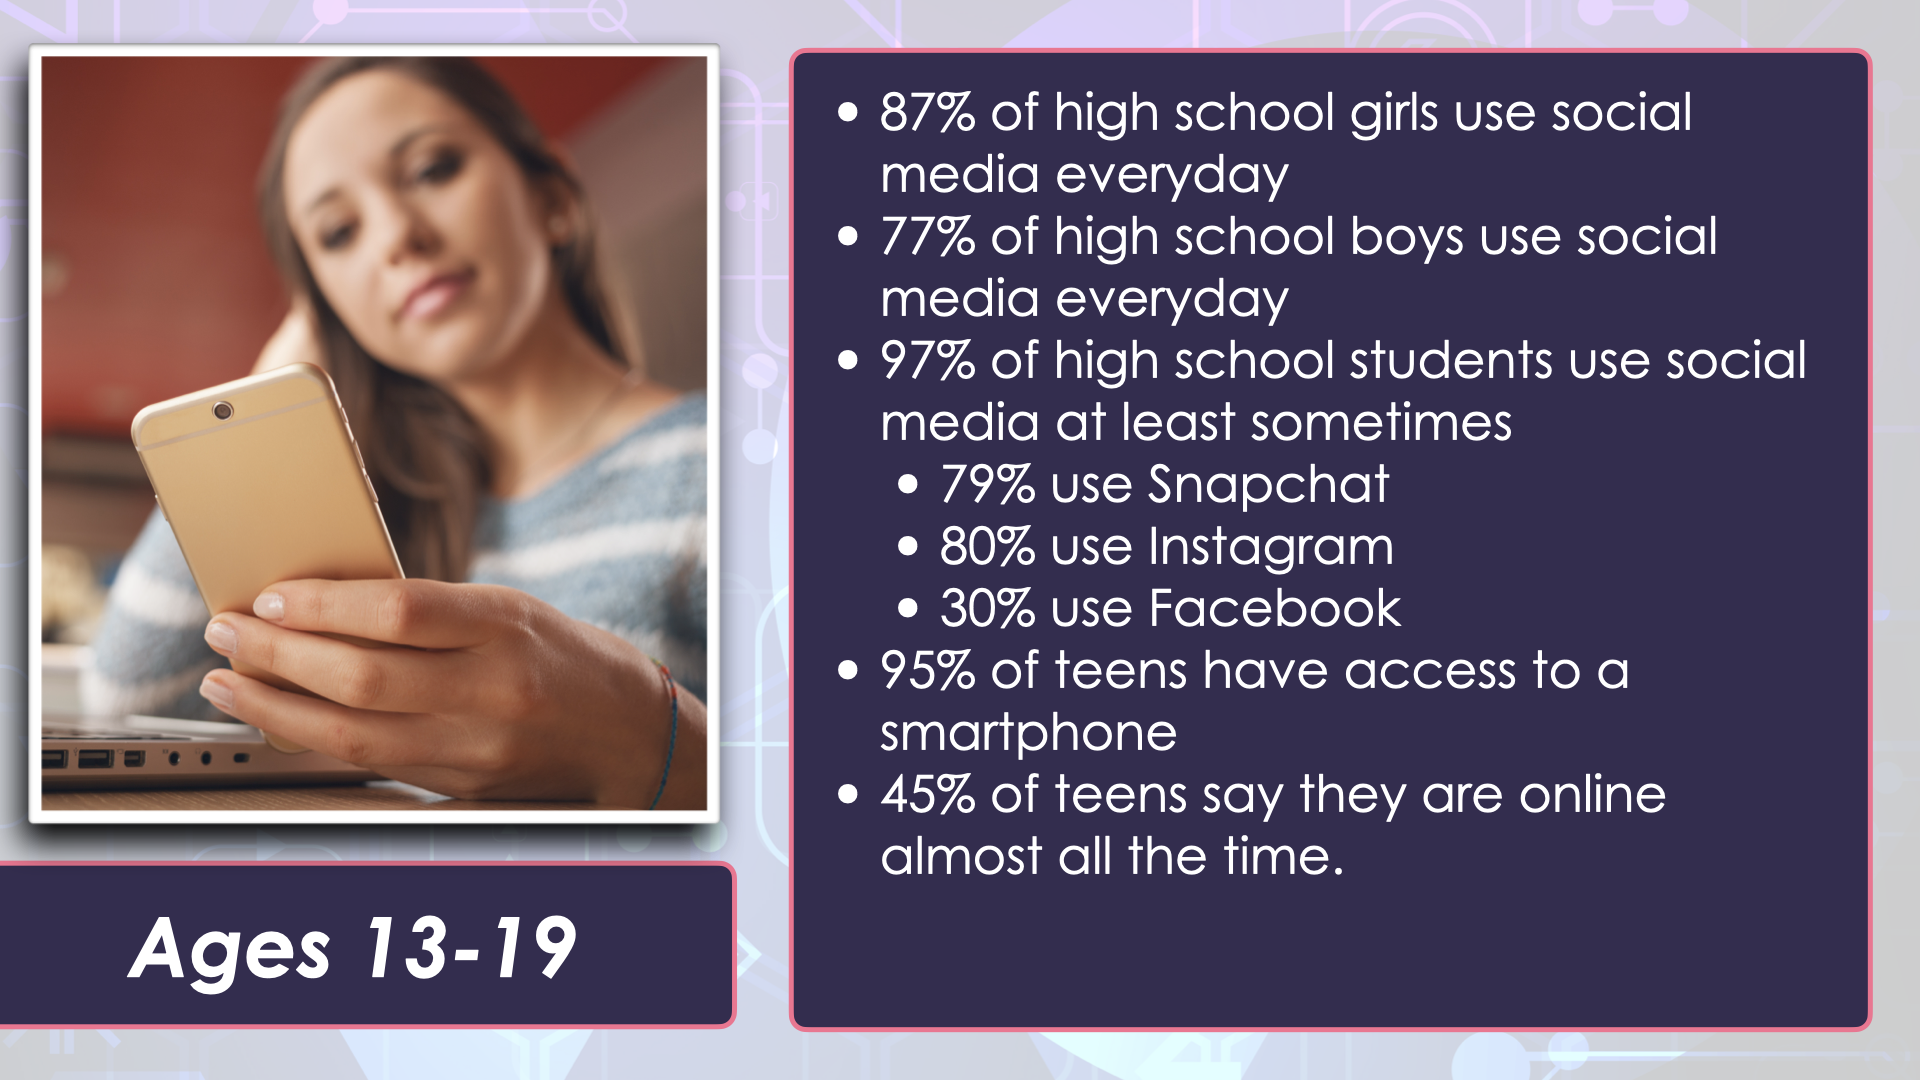 • 87% of high school girls use social
media everyday
• 77% of high school boys use social
media everyday
• 97% of high school students use social
media at least sometimes
• 79% use Snapchat
• 80% use Instagram
• 30% use Facebook
• 95% of teens have access to a
smartphone
• 45% of teens say they are online
almost all the time.
Ages 13-19